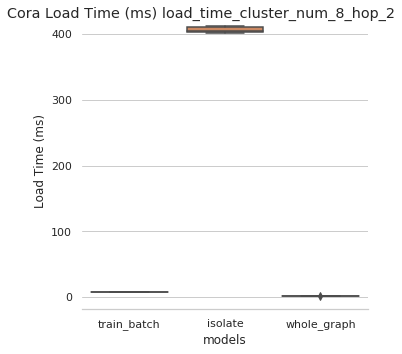 Cora Load Time (ms) load_time_cluster_num_8_hop_2
400
300
200
100
0
Load Time (ms)
train_batch isolate whole_graph
models